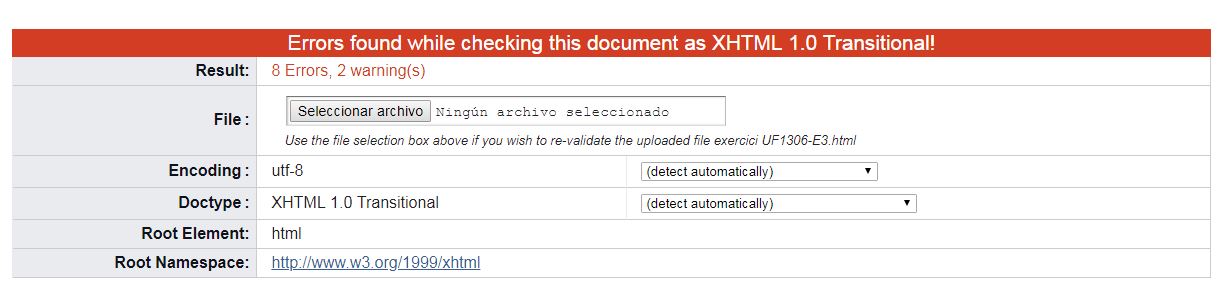 Errors found while checking this document as XHTML 1.0 Transitional!
Result: 8 Errors, 2 warning(s)
File : Seleccionar archivo Ningún archivo seleccionado
Use the file selection box above if you wish to re-validate the uploaded file exercici UF1306-E3.html
Encoding : utf-8 (detect automatically)
Doctype : XHTML 1.0 Transitional (detect automatically)
Root Element: html
Root Namespace: http://www.w3.org/1999/xhtml